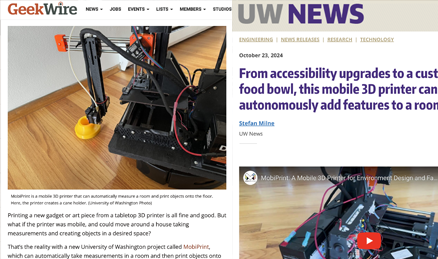 GeekWire
NEWS JOBS EVENTS LISTS MEMBERS STUDIOS
MobiPrint is a mobile 3D printer that can automatically measure a room and print objects onto the floor.
Here, the printer creates a cane holder. (University of Washington Photo)
Printing a new gadget or art piece from a tabletop 3D printer is all fine and good. But
what if the printer was mobile, and could move around a house taking
measurements and creating objects in a desired space?
That's the reality with a new University of Washington project called MobiPrint,
which can automatically take measurements in a room and then print objects onto
UW NEWS
ENGINEERING | NEWS RELEASES | RESEARCH | TECHNOLOGY
October 23, 2024
From accessibility upgrades to a cust
food bowl, this mobile 3D printer can
autonomously add features to a roor
Stefan Milne
UW News
MobiPrint: A Mobile 3D Printer for Environment Design and Fa...